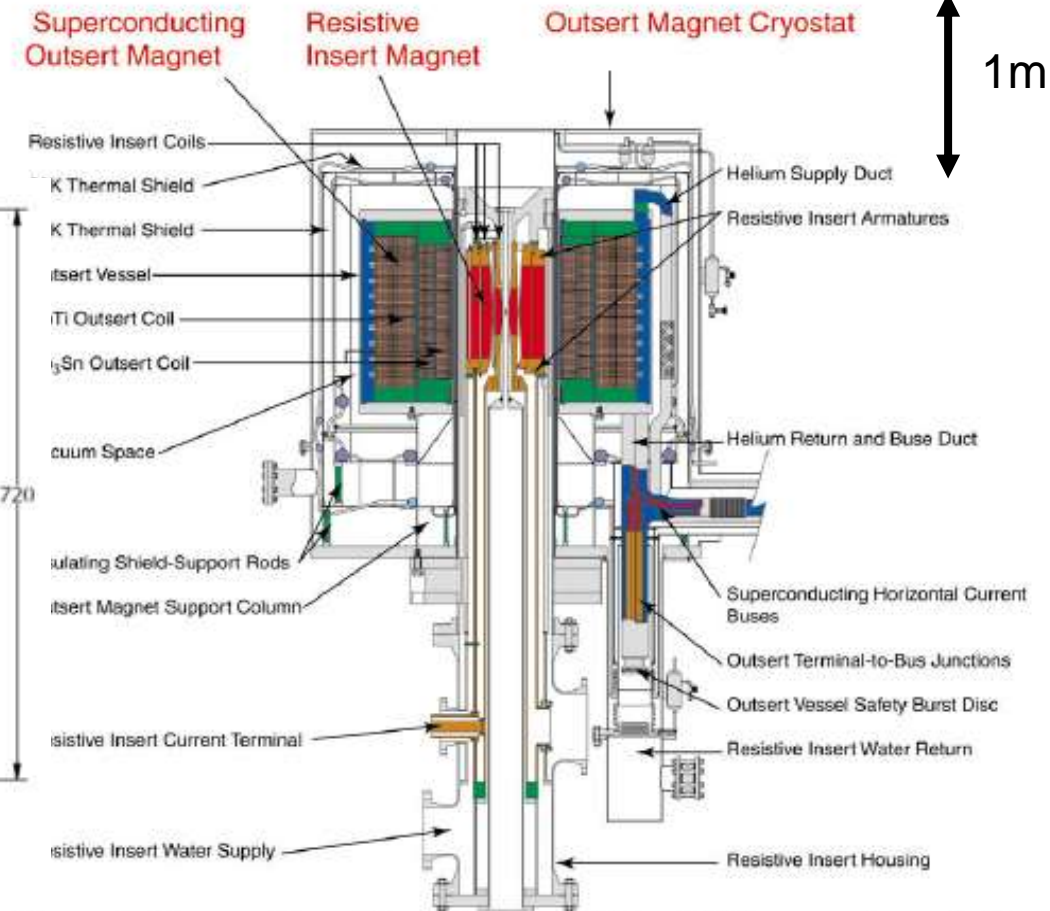 Superconducting
Outsert Magnet
Resistive
Insert Magnet
Outsert Magnet Cryostat
1m
Resistive Insert Coils
K Thermal Shield
K Thermal Shield
utsert Vessel
Ti Outsert Coil
3Sn Outsert Coil
cuum Space
720
sulating Shield-Support Rods
utsert Magnet Support Column
esistive Insert Current Terminal
esistive Insert Water Supply
Helium Supply Duct
Resistive Insert Armatures
Helium Return and Buse Duct
Superconducting Horizontal Current
Buses
Outsert Terminal-to-Bus Junctions
Outsert Vessel Safety Burst Disc
Resistive Insert Water Return
Resistive Insert Housing